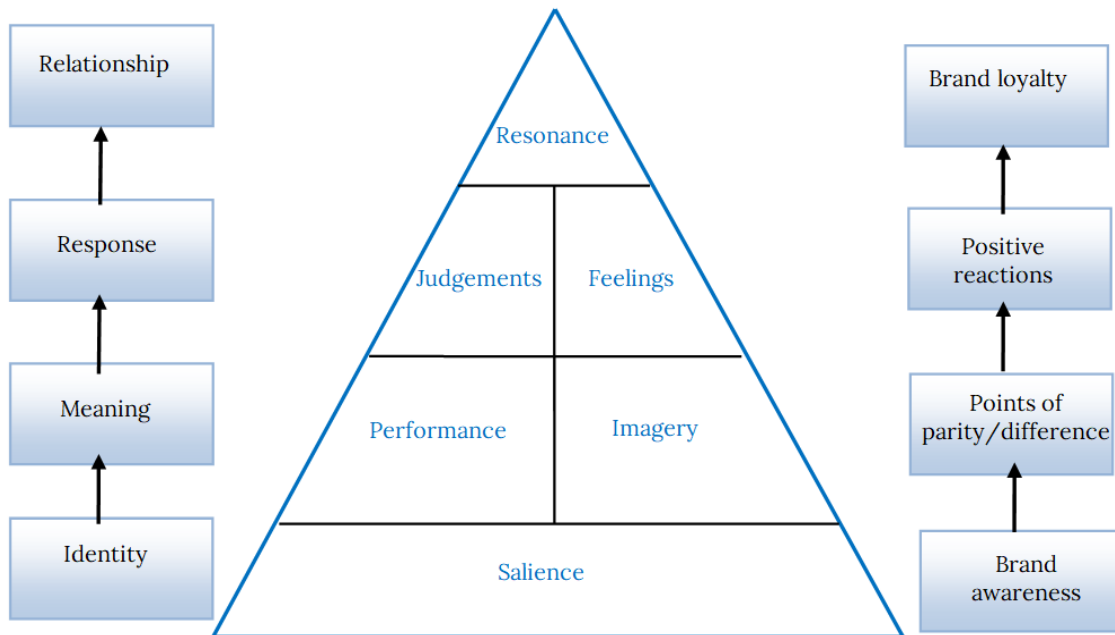 Relationship
Response
Meaning
Identity
Resonance
Judgements
Feelings
Performance
Imagery
Salience
Brand loyalty
Positive
reactions
Points of
parity/difference
Brand
awareness